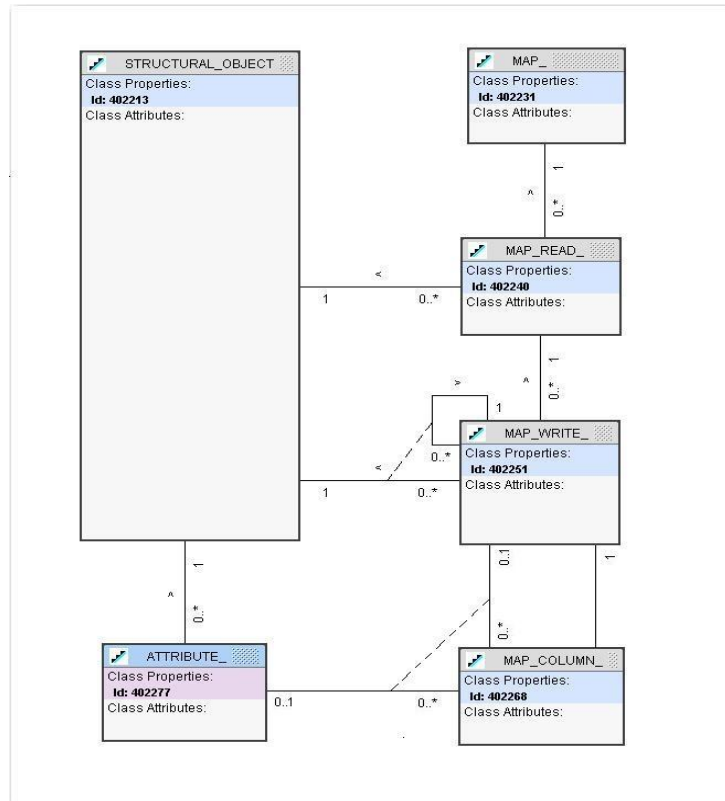 STRUCTURAL_OBJECT
Class Properties:
Id: 402213
Class Attributes:
MAP_
Class Properties:
Id: 402231
Class Attributes:
1
0..*
MAP_READ_
Class Properties:
Id: 402240
Class Attributes:
1
0..*
1
0..*
1
0..*
MAP_WRITE_
Class Properties:
Id: 402251
Class Attributes:
1
0..*
0..1
1
0..*
1
0..*
ATTRIBUTE_
Class Properties:
Id: 402277
Class Attributes:
0..1
0..*
MAP_COLUMN_
Class Properties:
Id: 402268
Class Attributes: